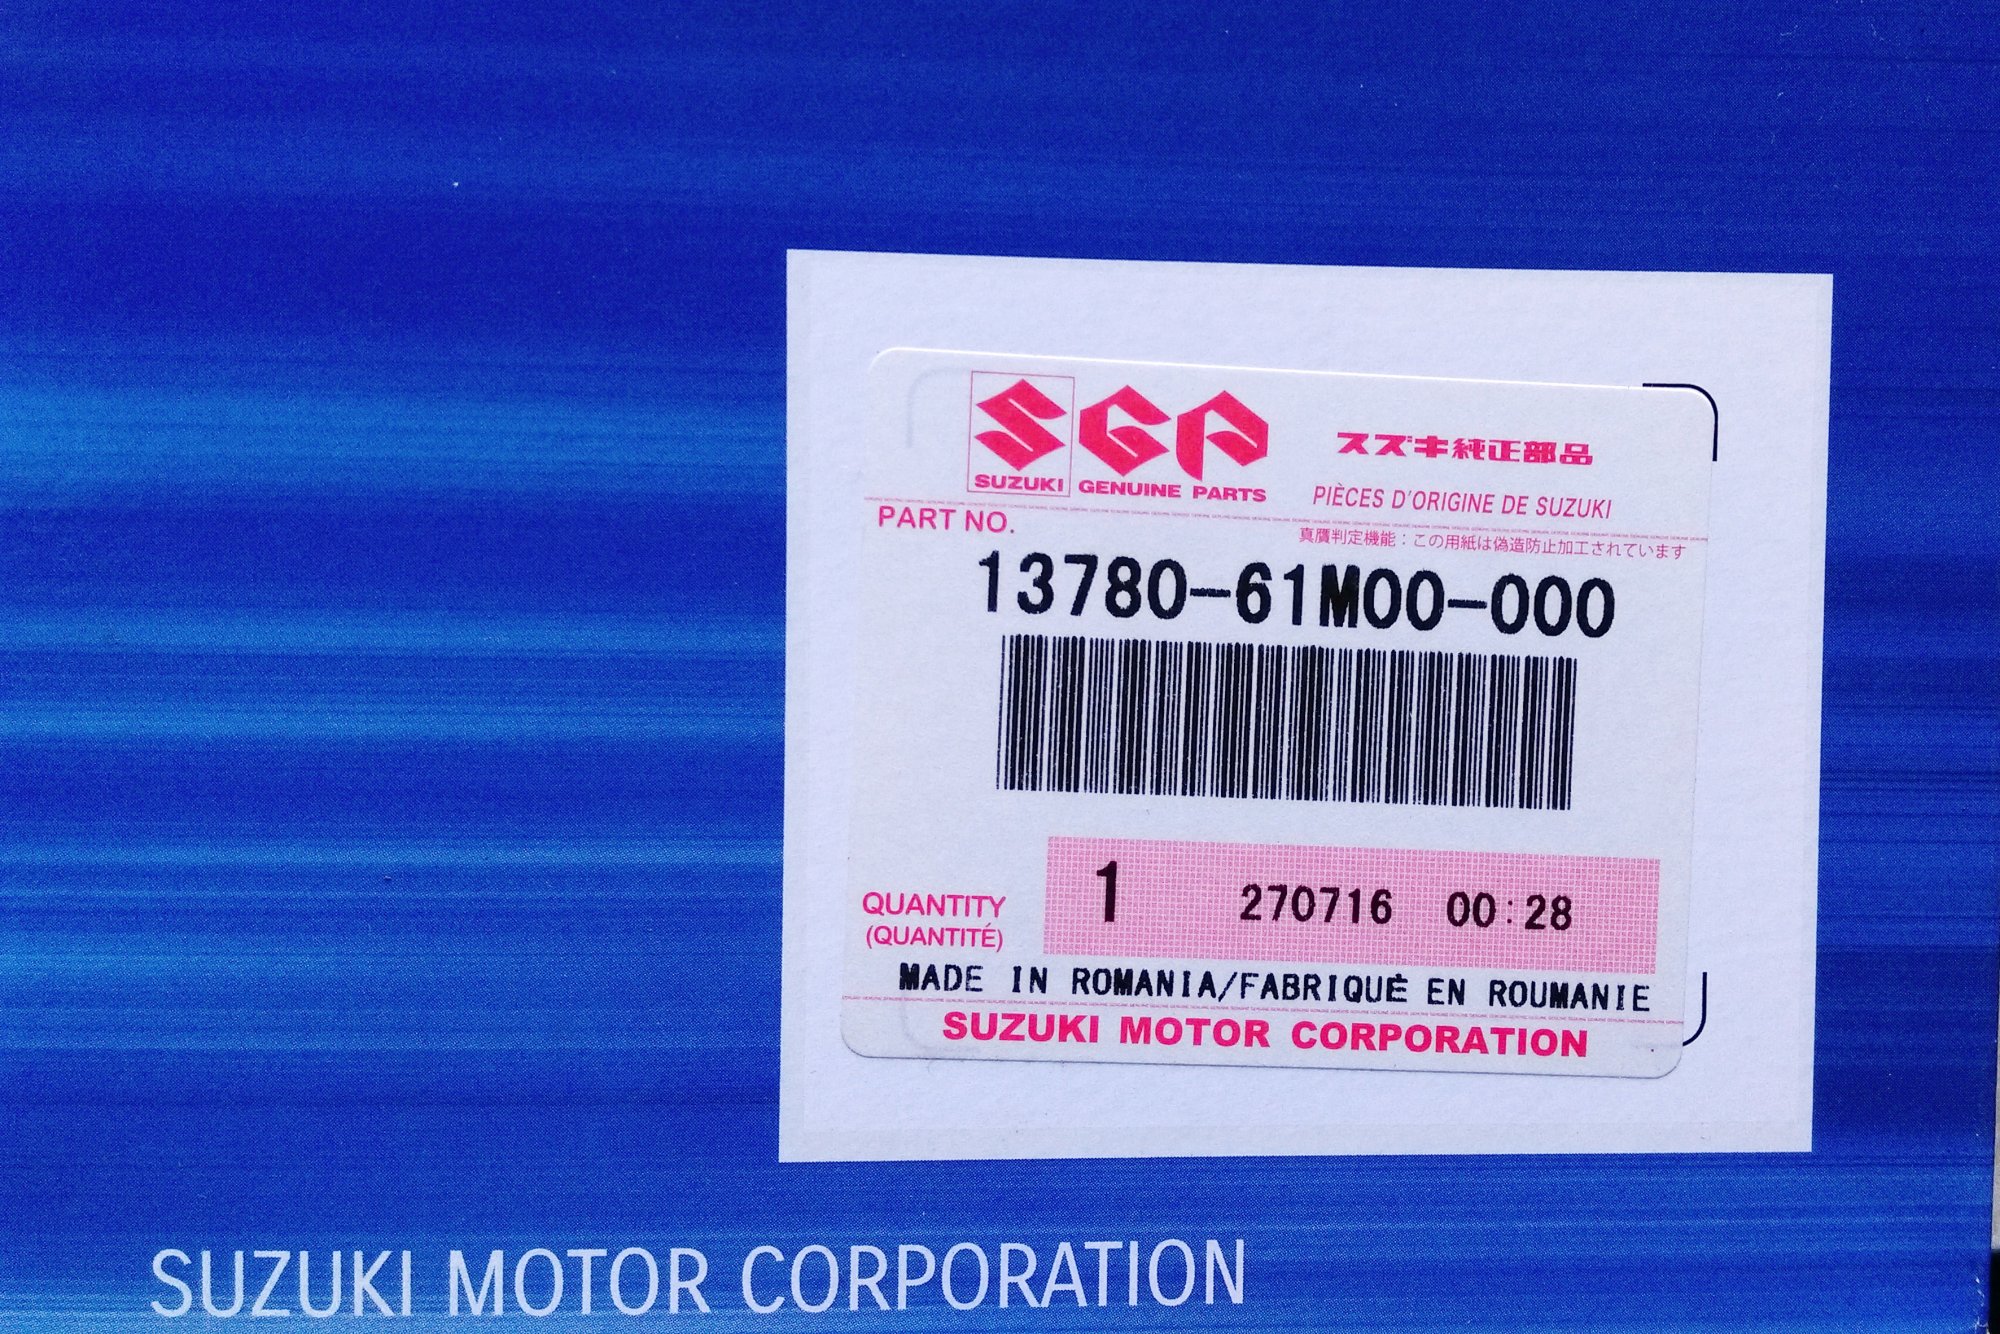 SGP
SUZUKI GENUINE PARTS
スズキ純正部品
PIÈCES D'ORIGINE DE SUZUKI
PART NO.
真贋判定機能：この用紙は偽造防止加工されています
13780-61M00-000
QUANTITY
(QUANTITÉ)
1 270716 00:28
MADE IN ROMANIA/FABRIQUÉ EN ROUMANIE
SUZUKI MOTOR CORPORATION
SUZUKI MOTOR CORPORATION